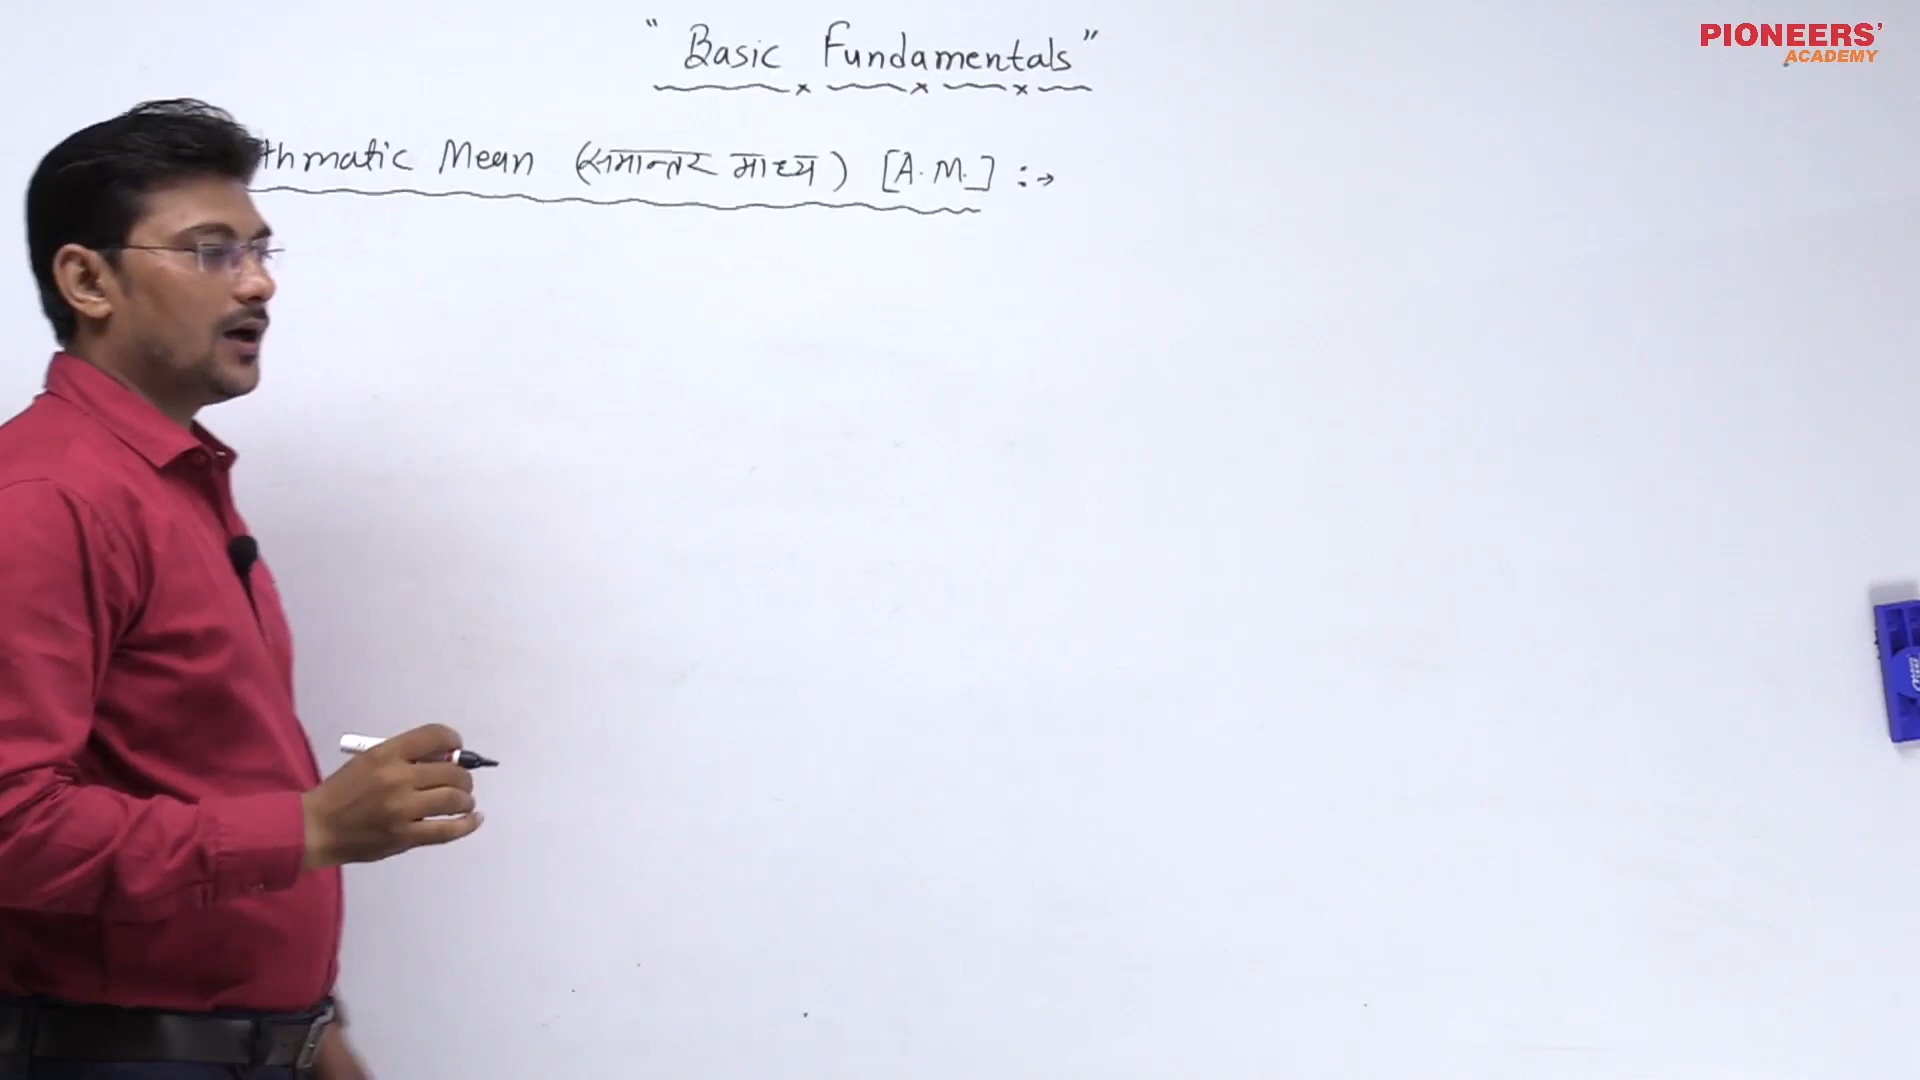 "Basic Fundamentals"
thmatic Mean (समान्तर माध्य) [A.M.] :→
PIONEERS'
ACADEMY